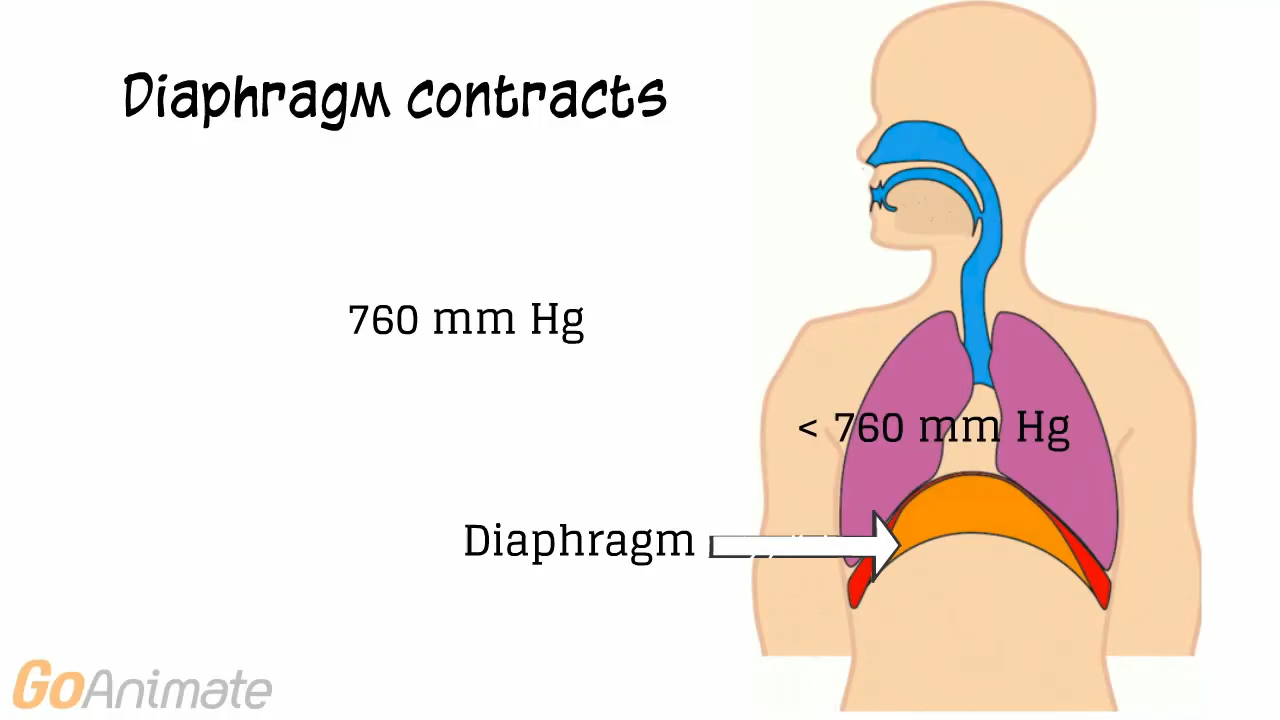 Diaphragm contracts
760 mm Hg
< 760 mm Hg
Diaphragm
GoAnimate